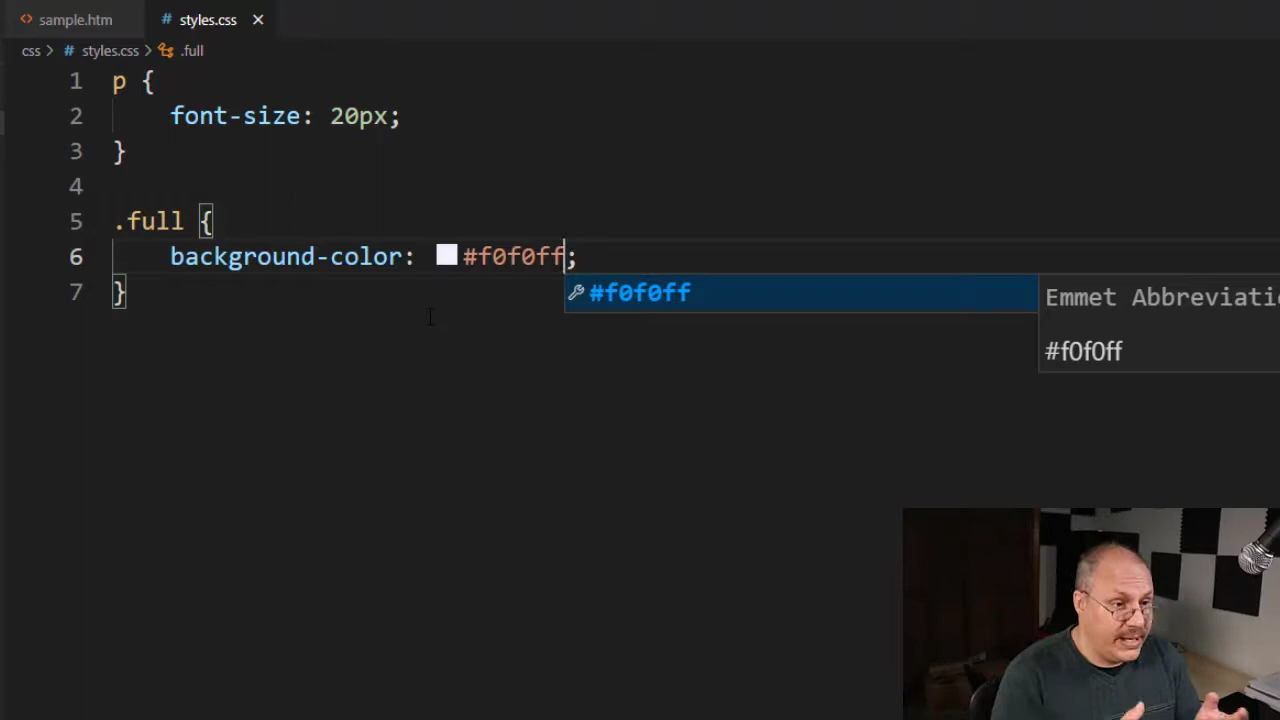 sample.htm
# styles.css
css > # styles.css > .full
1 p {
2 font-size: 20px;
3 }
4
5 .full {
6 background-color: #f0f0ff;
7 }
#f0f0ff
Emmet Abbreviati
#f0f0ff